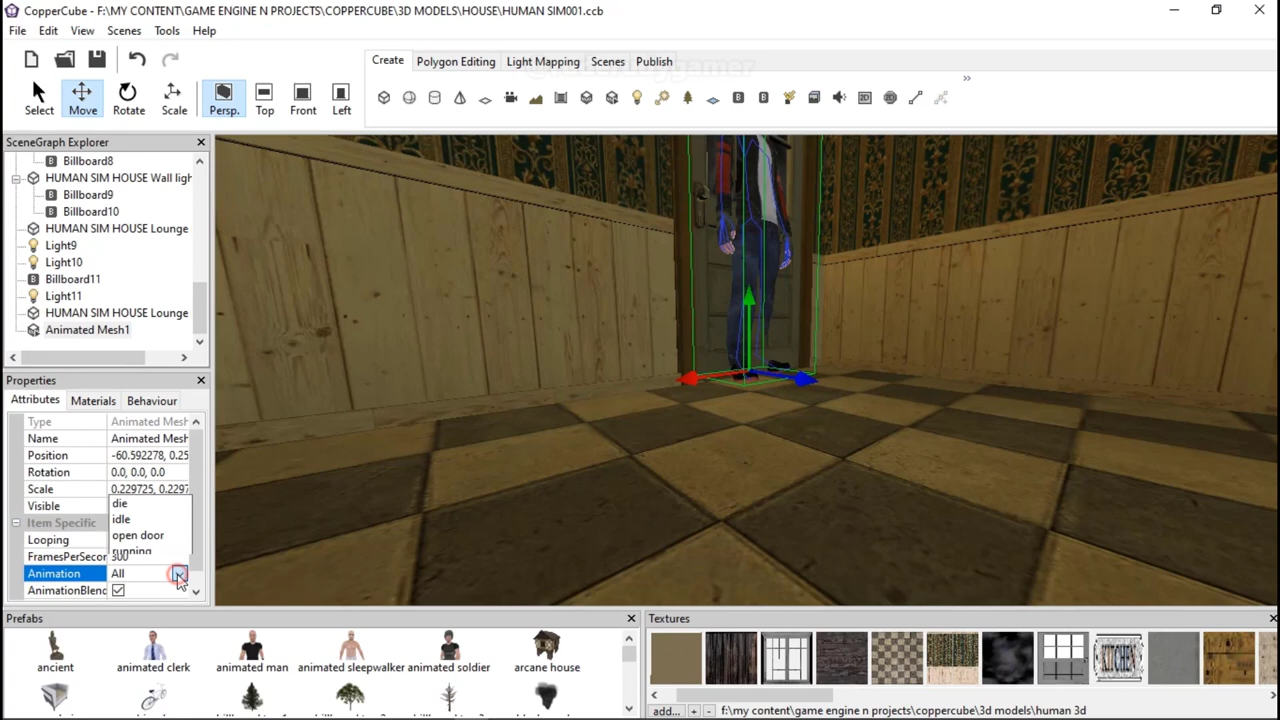 CopperCube - F:\MY CONTENT\GAME ENGINE N PROJECTS\COPPERCUBE\3D MODELS\HOUSE\HUMAN SIM001.ccb
File Edit View Scenes Tools Help
Create Polygon Editing Light Mapping Scenes Publish
Select Move Rotate Scale Persp. Top Front Left
SceneGraph Explorer
Billboard8
HUMAN SIM HOUSE Wall ligh
Billboard9
Billboard10
HUMAN SIM HOUSE Lounge
Light9
Light10
Billboard11
Light11
HUMAN SIM HOUSE Lounge
Animated Mesh1
Properties
Attributes Materials Behaviour
Type Animated Mesh
Name Animated Mesh
Position -60.592278, 0.25
Rotation 0.0, 0.0, 0.0
Scale 0.229725, 0.2297
Visible
die
Item Specific
idle
Looping
open door
running
FramesPerSecor 300
Animation All
AnimationBlend
Prefabs
ancient animated clerk animated man animated sleepwalker animated soldier arcane house
Textures
KITCHEN
add... + - f:\my content\game engine n projects\coppercube\3d models\human 3d